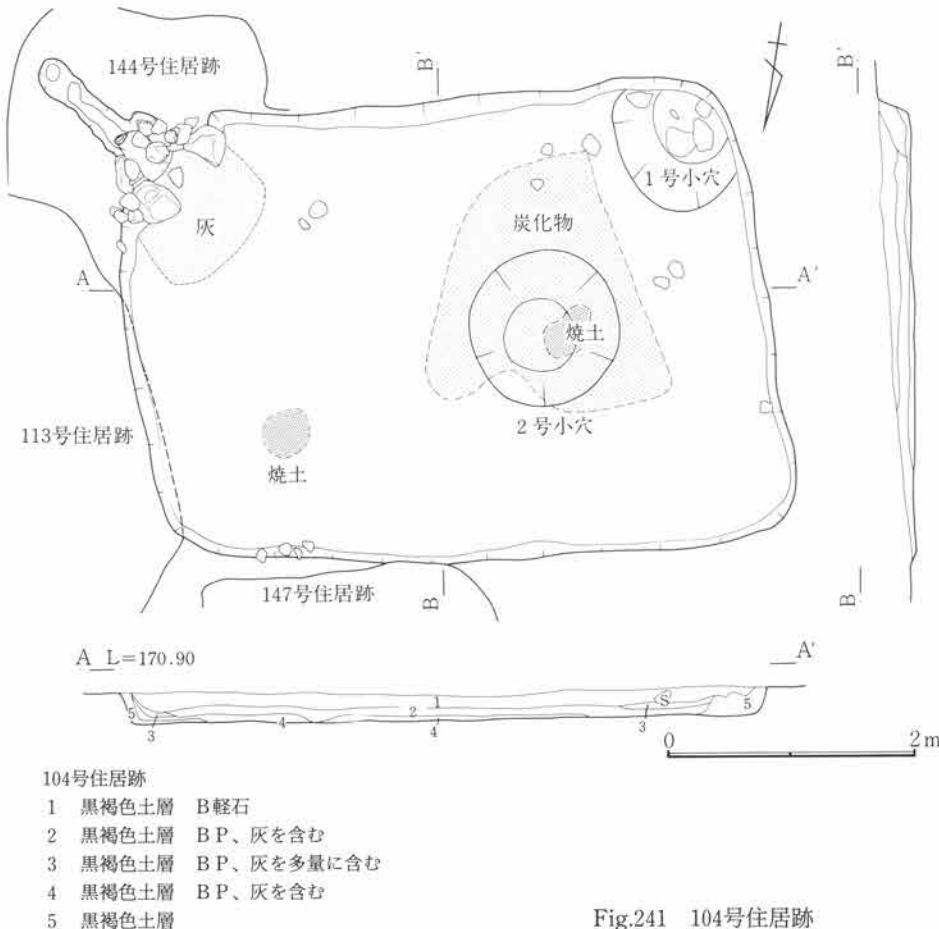 144号住居跡
B'
B'
1号小穴
灰
炭化物
A
A'
焼土
2号小穴
113号住居跡
焼土
147号住居跡
B
B
A L=170.90
A'
1
S
5
5
2
3
4
4
3
0
2m
104号住居跡
1 黒褐色土層 B軽石
2 黒褐色土層 BP、灰を含む
3 黒褐色土層 BP、灰を多量に含む
4 黒褐色土層 BP、灰を含む
5 黒褐色土層
Fig.241 104号住居跡